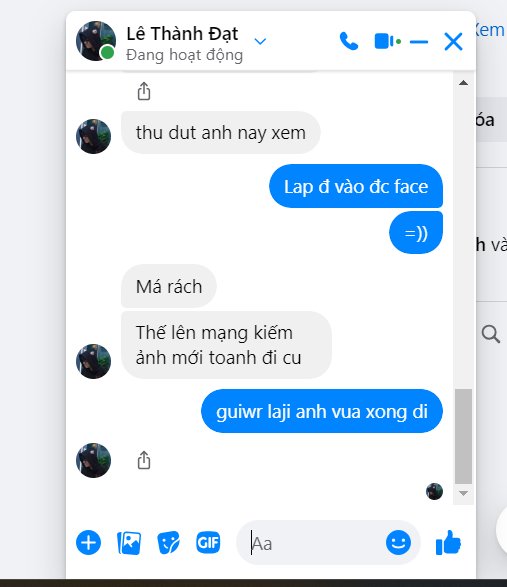 Lê Thành Đạt
Đang hoạt động
Xem
óa
thu dut anh nay xem
Lap đ vào đc face
=))
h và
Má rách
Thế lên mạng kiếm
ảnh mới toanh đi cu
guiwr laji anh vua xong di
GIF
Aa